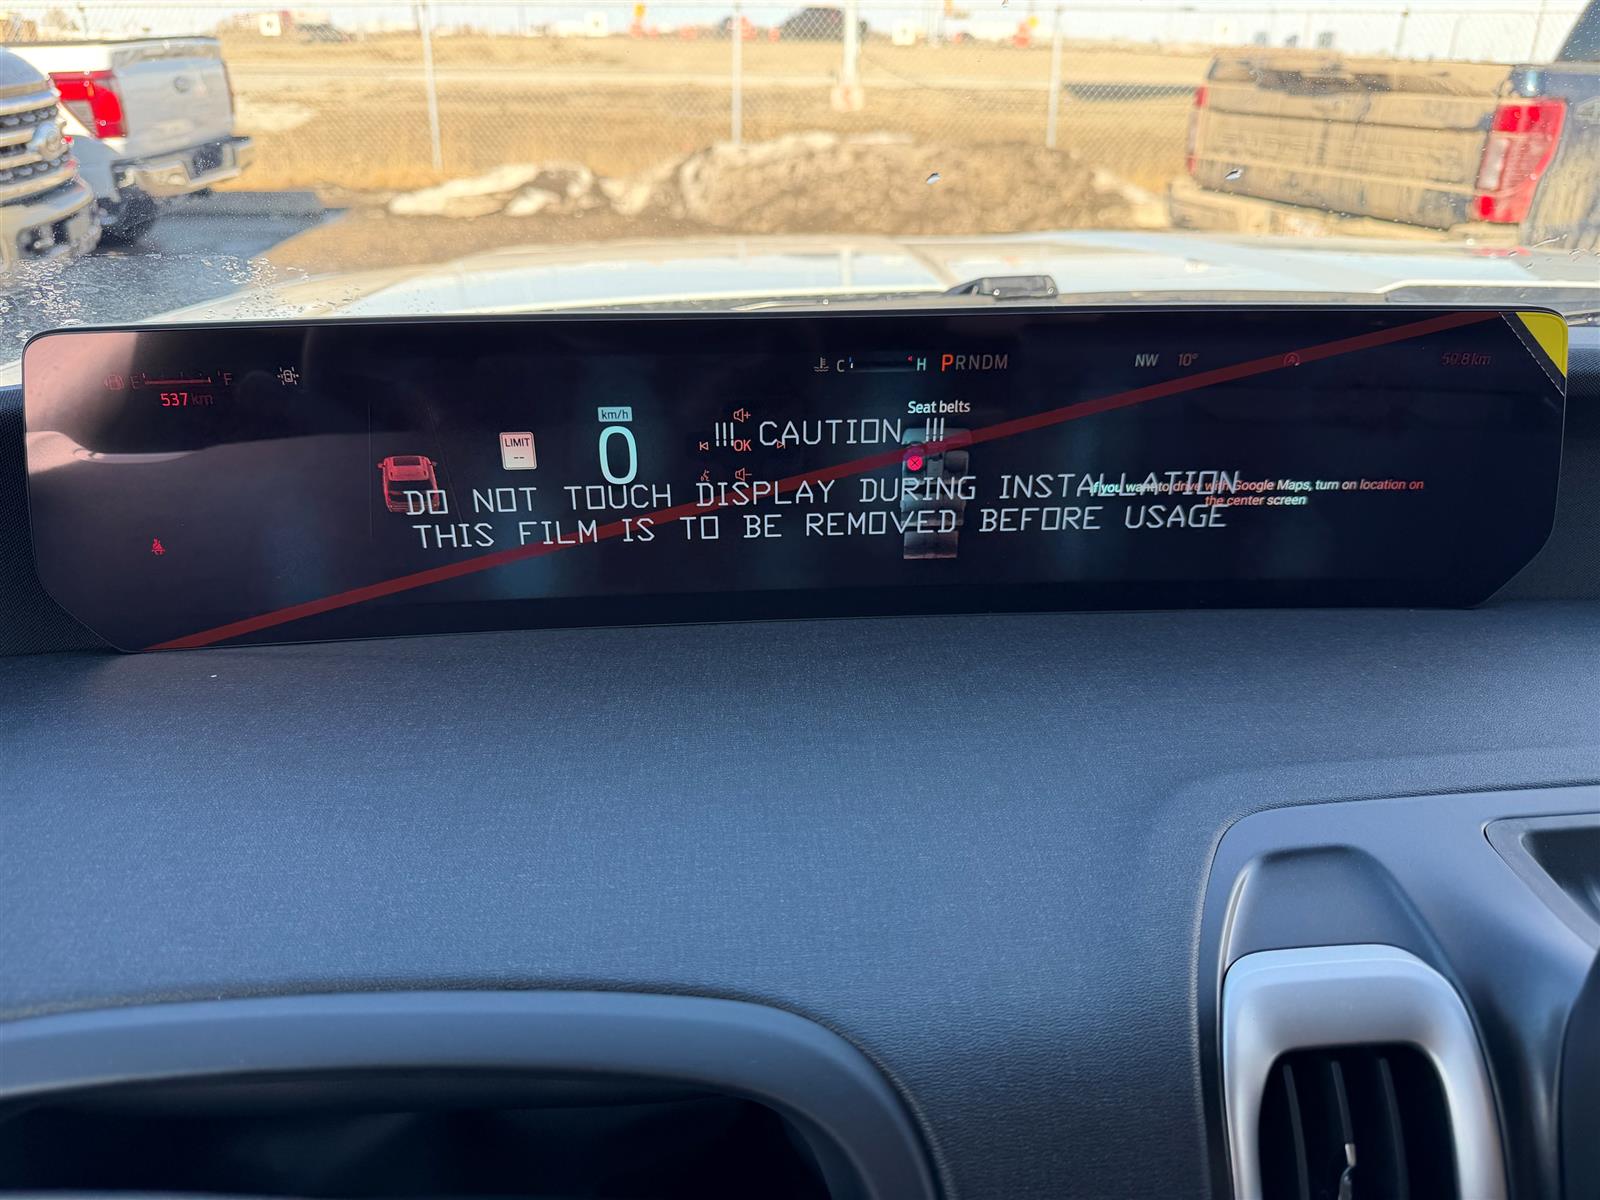 E F
537 km
C H PRNDM
NW 10°
50.8km
km/h
0
LIMIT
--
OK
Seat belts
!!! CAUTION !!!
DO NOT TOUCH DISPLAY DURING INSTALLATION
THIS FILM IS TO BE REMOVED BEFORE USAGE
If you want to drive with Google Maps, turn on location on
the center screen